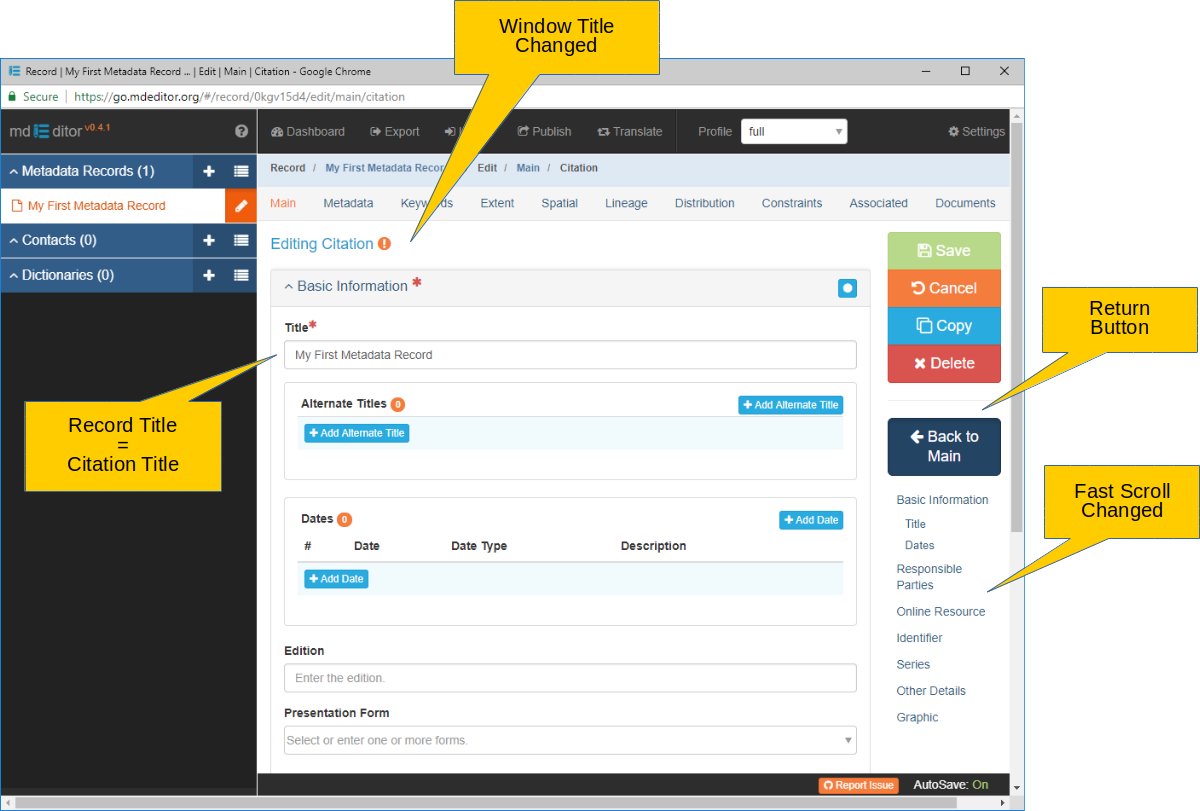 Window Title
Changed
Record | My First Metadata Record ... | Edit | Main | Citation - Google Chrome
Secure https://go.mdeditor.org/#/record/0kgv15d4/edit/main/citation
md Editor v0.4.1
Dashboard Export Publish Translate Profile full Settings
Metadata Records (1)
My First Metadata Record
Contacts (0)
Dictionaries (0)
Record / My First Metadata Recor Edit / Main / Citation
Main Metadata Keywords Extent Spatial Lineage Distribution Constraints Associated Documents
Editing Citation
Save
Cancel
Copy
Delete
Back to
Main
Return
Button
Basic Information *
Title*
My First Metadata Record
Record Title
=
Citation Title
Alternate Titles 0 + Add Alternate Title
+ Add Alternate Title
Dates 0 + Add Date
# Date Date Type Description
+ Add Date
Edition
Enter the edition.
Presentation Form
Select or enter one or more forms.
Fast Scroll
Changed
Basic Information
Title
Dates
Responsible
Parties
Online Resource
Identifier
Series
Other Details
Graphic
Report Issue AutoSave: On